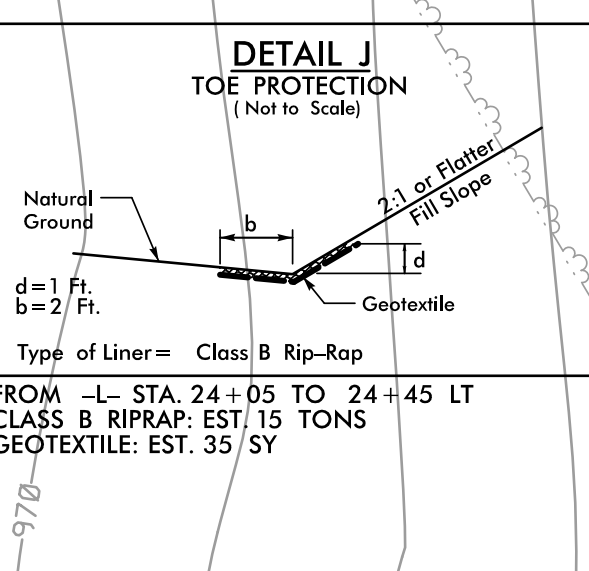 DETAIL J
TOE PROTECTION
( Not to Scale)
Natural
Ground
b
2:1 or Flatter
Fill Slope
d
d=1 Ft.
b=2 Ft.
Geotextile
Type of Liner= Class B Rip-Rap
FROM -L- STA. 24+05 TO 24+45 LT
CLASS B RIPRAP: EST. 15 TONS
GEOTEXTILE: EST. 35 SY
970